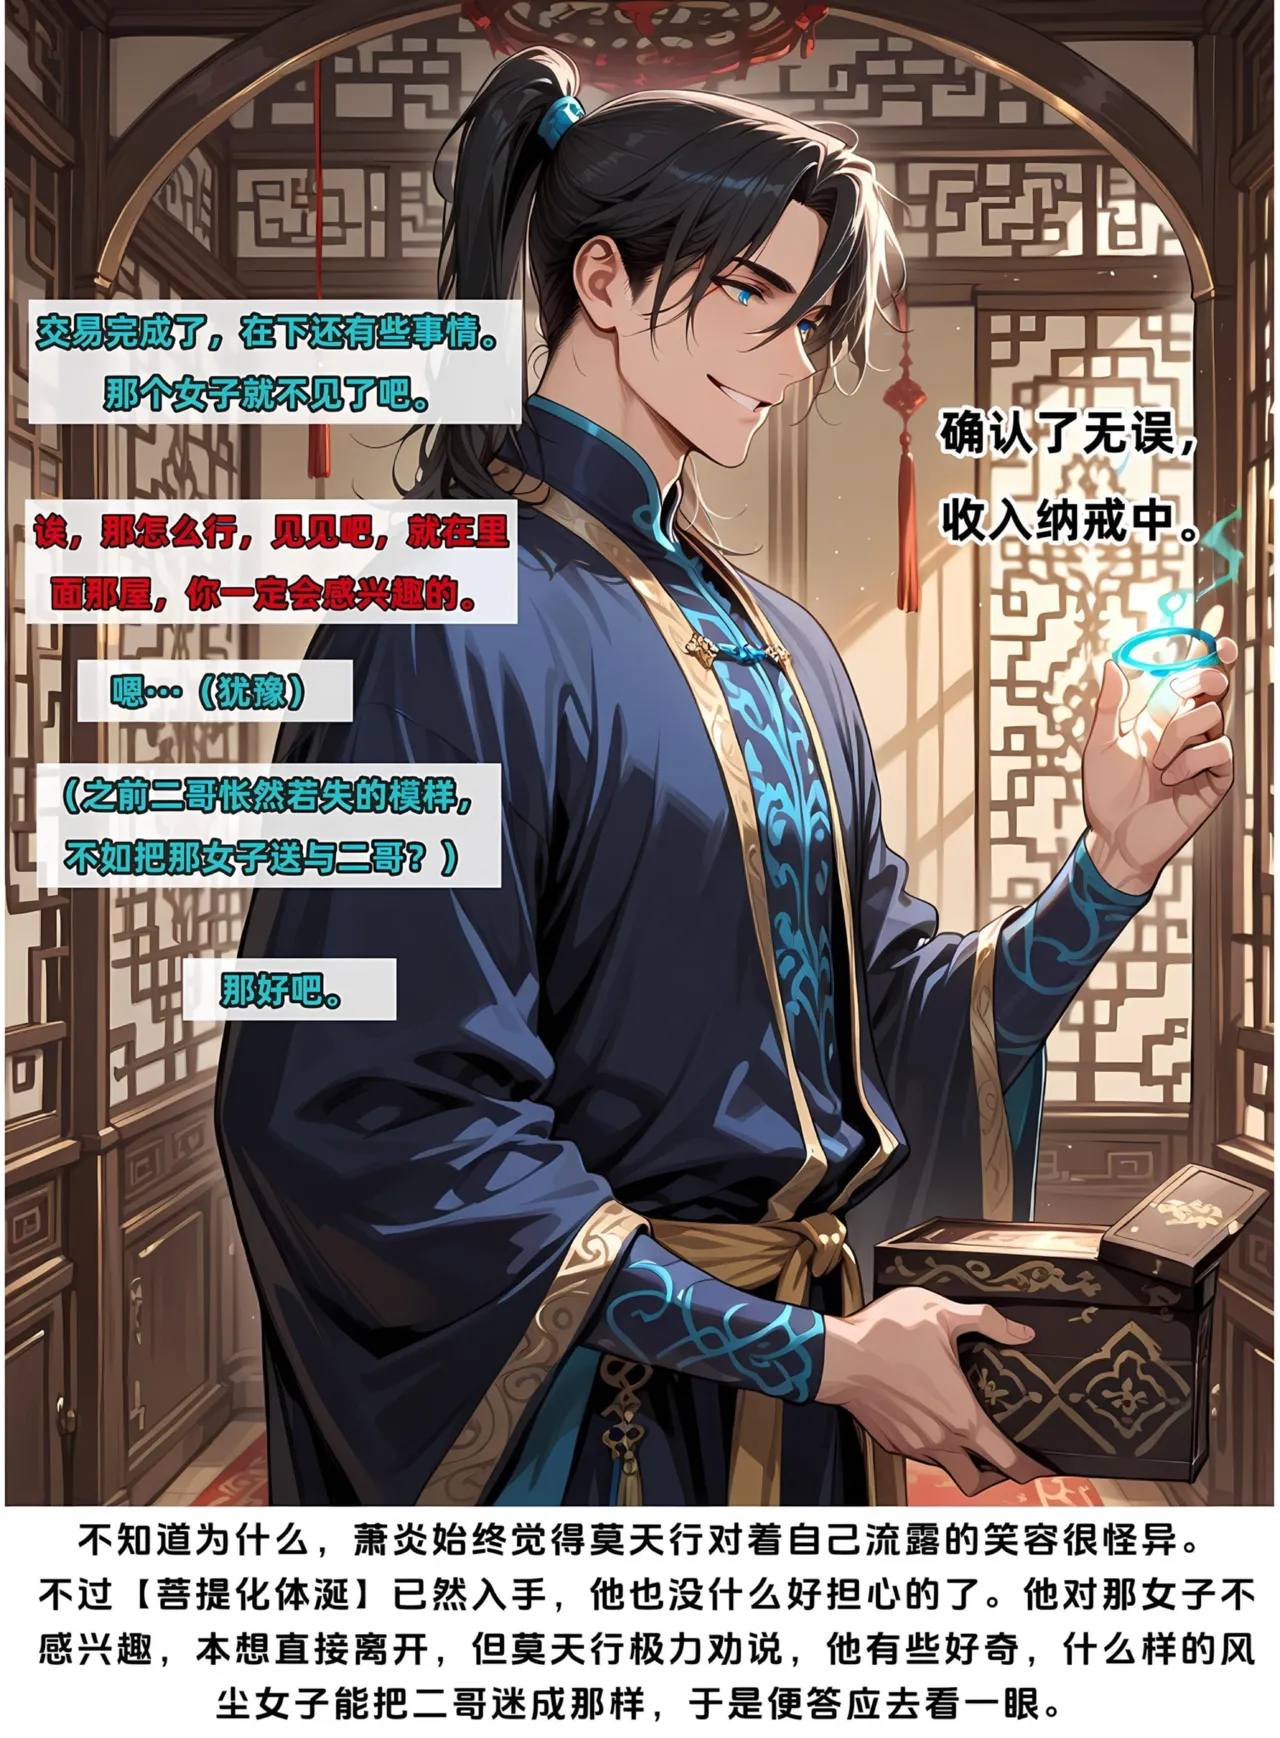 交易完成了，在下还有些事情。
那个女子就不见了吧。
诶，那怎么行，见见吧，就在里
面那屋，你一定会感兴趣的。
嗯…（犹豫）
（之前二哥怅然若失的模样，
不如把那女子送与二哥？）
那好吧。
确认了无误，
收入纳戒中。
不知道为什么，萧炎始终觉得莫天行对着自己流露的笑容很怪异。
不过【菩提化体涎】已然入手，他也没什么好担心的了。他对那女子不
感兴趣，本想直接离开，但莫天行极力劝说，他有些好奇，什么样的风
尘女子能把二哥迷成那样，于是便答应去看一眼。